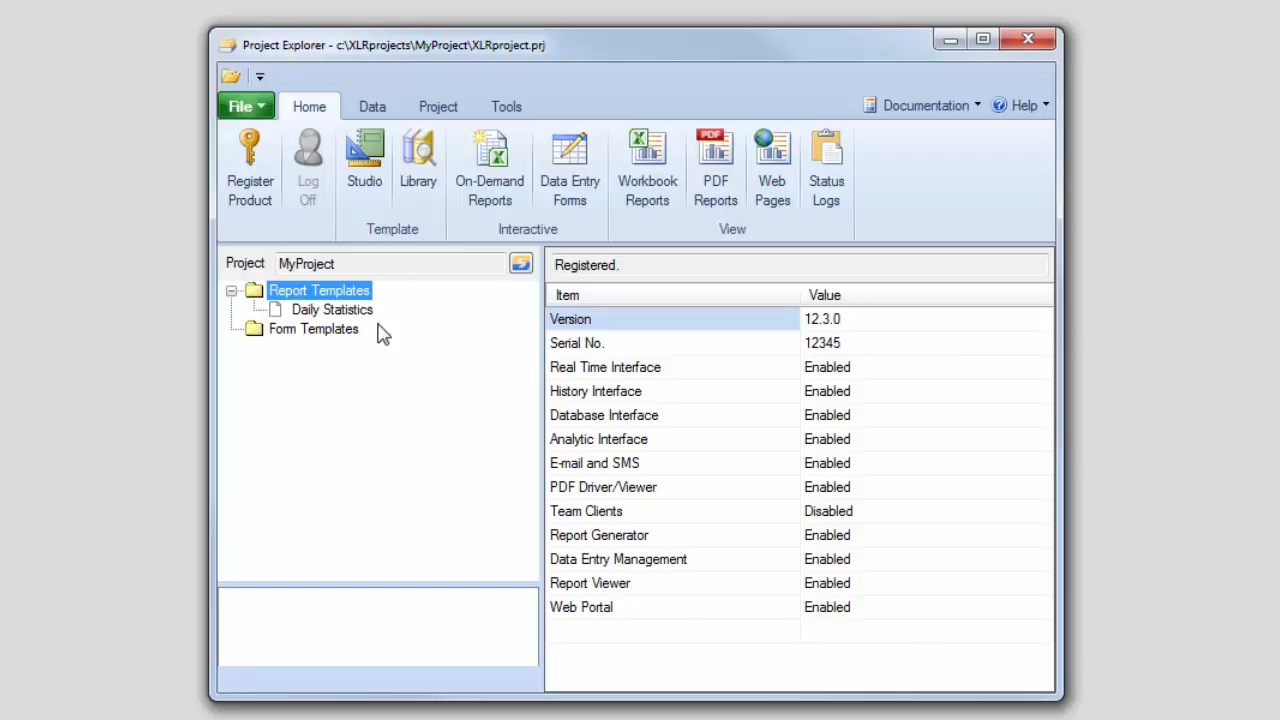 Project Explorer - c:\XLRprojects\MyProject\XLRproject.prj
File Home Data Project Tools Documentation Help
Register Product
Log Off
Studio
Library
On-Demand Reports
Data Entry Forms
Workbook Reports
PDF
PDF Reports
Web Pages
Status Logs
Template Interactive View
Project MyProject
Report Templates
Daily Statistics
Form Templates
Registered.
Item Value
Version 12.3.0
Serial No. 12345
Real Time Interface Enabled
History Interface Enabled
Database Interface Enabled
Analytic Interface Enabled
E-mail and SMS Enabled
PDF Driver/Viewer Enabled
Team Clients Disabled
Report Generator Enabled
Data Entry Management Enabled
Report Viewer Enabled
Web Portal Enabled